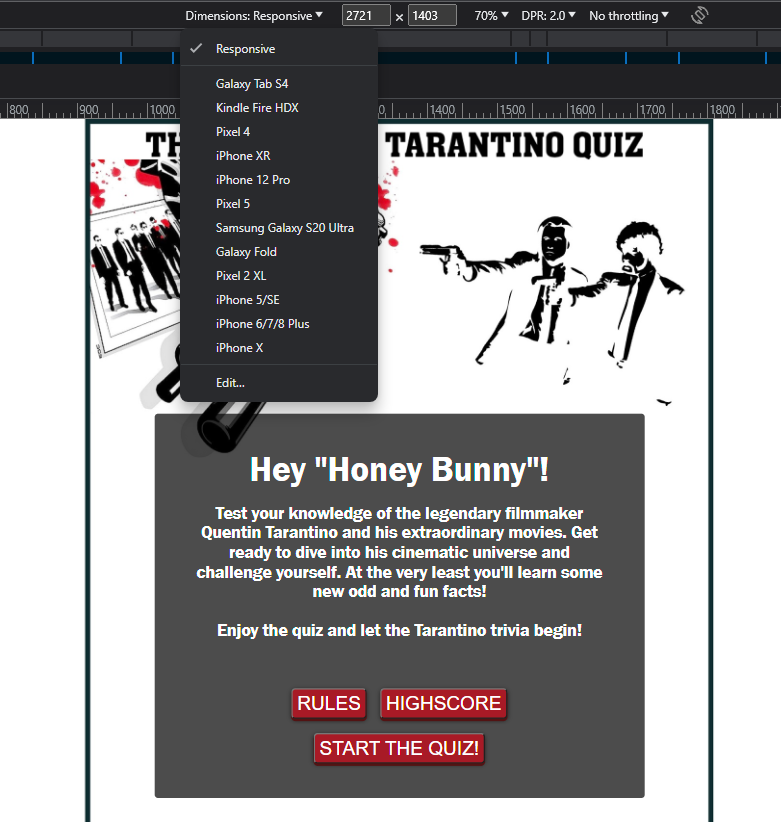 Dimensions: Responsive ▼ 2721 × 1403 70% ▼ DPR: 2.0 ▼ No throttling ▼
Responsive
Galaxy Tab S4
Kindle Fire HDX
Pixel 4
iPhone XR
iPhone 12 Pro
Pixel 5
Samsung Galaxy S20 Ultra
Galaxy Fold
Pixel 2 XL
iPhone 5/SE
iPhone 6/7/8 Plus
iPhone X
Edit...
800 900 1000 1400 1500 1600 1700 1800
TH TARANTINO QUIZ
Hey "Honey Bunny"!
Test your knowledge of the legendary filmmaker
Quentin Tarantino and his extraordinary movies. Get
ready to dive into his cinematic universe and
challenge yourself. At the very least you'll learn some
new odd and fun facts!
Enjoy the quiz and let the Tarantino trivia begin!
RULES HIGHSCORE
START THE QUIZ!